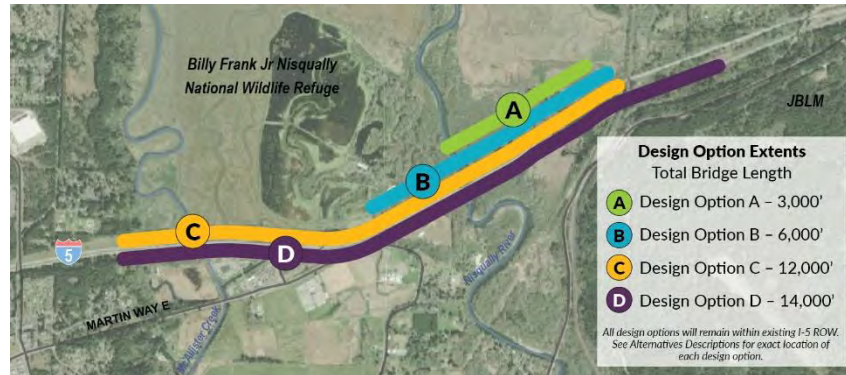 Billy Frank Jr Nisqually
National Wildlife Refuge
JBLM
A
B
C
D
5
MARTIN WAY E
McAllister Creek
Nisqually River
Design Option Extents
Total Bridge Length
A Design Option A – 3,000'
B Design Option B – 6,000'
C Design Option C – 12,000'
D Design Option D – 14,000'
All design options will remain within existing I-5 ROW.
See Alternatives Descriptions for exact location of
each design option.